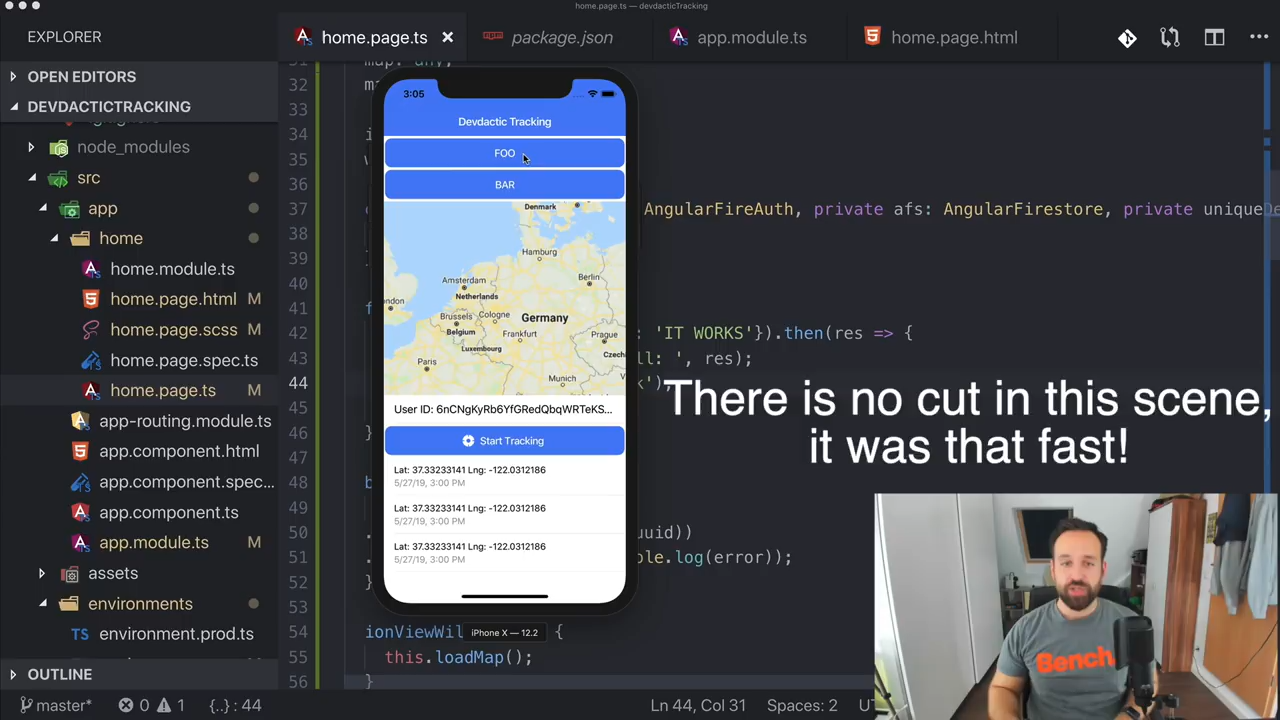 home.page.ts — devdacticTracking
EXPLORER
home.page.ts
package.json
app.module.ts
home.page.html
OPEN EDITORS
DEVDACTICTRACKING
node_modules
src
app
home
home.module.ts
home.page.html M
home.page.scss M
home.page.spec.ts
home.page.ts M
app-routing.module.ts
app.component.html
app.component.spec...
app.component.ts
app.module.ts M
assets
environments
TS environment.prod.ts
OUTLINE
32
33
34
35
36
37 AngularFireAuth, private afs: AngularFirestore, private unique
38
39
40
41
42 : 'IT WORKS'}).then(res => {
43 ll: ', res);
44
45
46
48
49
50 uuid))
51 ole.log(error));
52 }
53
54 ionViewWil {
55 this.loadMap();
56 }
3:05
Devdactic Tracking
FOO
BAR
Denmark
Hamburg
Berlin
Amsterdam
Netherlands
ondon
Brussels
Cologne
Germany
Belgium
Frankfurt
Prague
Luxembourg
Czech
Paris
Munich
User ID: 6nCNgKyRb6YfGRedQbqWRTeKS...
Start Tracking
Lat: 37.33233141 Lng: -122.0312186
5/27/19, 3:00 PM
Lat: 37.33233141 Lng: -122.0312186
5/27/19, 3:00 PM
Lat: 37.33233141 Lng: -122.0312186
5/27/19, 3:00 PM
iPhone X — 12.2
There is no cut in this scene,
it was that fast!
Bench.
master* 0 1 {..} : 44
Ln 44, Col 31 Spaces: 2